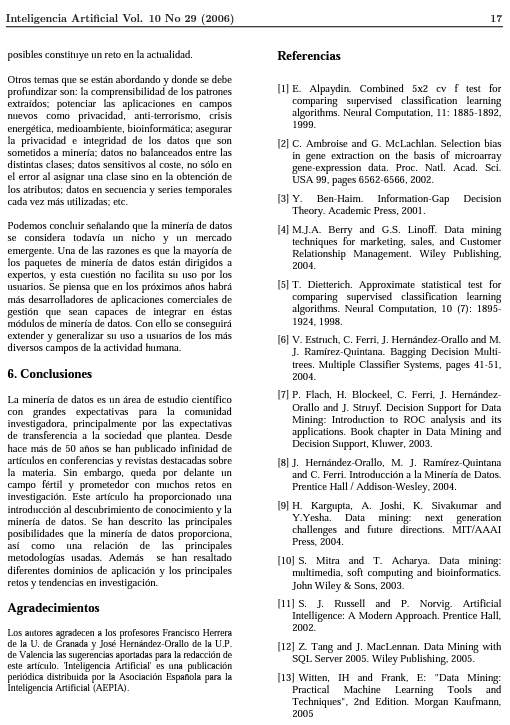 Inteligencia Artificial Vol. 10 No 29 (2006)
17
posibles constituye un reto en la actualidad.
Otros temas que se están abordando y donde se debe
profundizar son: la comprensibilidad de los patrones
extraídos; potenciar las aplicaciones en campos
nuevos como privacidad, anti-terrorismo, crisis
energética, medioambiente, bioinformática; asegurar
la privacidad e integridad de los datos que son
sometidos a minería; datos no balanceados entre las
distintas clases; datos sensitivos al coste, no sólo en
el error al asignar una clase sino en la obtención de
los atributos; datos en secuencia y series temporales
cada vez más utilizadas; etc.
Podemos concluir señalando que la minería de datos
se considera todavía un nicho y un mercado
emergente. Una de las razones es que la mayoría de
los paquetes de minería de datos están dirigidos a
expertos, y esta cuestión no facilita su uso por los
usuarios. Se piensa que en los próximos años habrá
más desarrolladores de aplicaciones comerciales de
gestión que sean capaces de integrar en éstas
módulos de minería de datos. Con ello se conseguirá
extender y generalizar su uso a usuarios de los más
diversos campos de la actividad humana.
6. Conclusiones
La minería de datos es un área de estudio científico
con grandes expectativas para la comunidad
investigadora, principalmente por las expectativas
de transferencia a la sociedad que plantea. Desde
hace más de 50 años se han publicado infinidad de
artículos en conferencias y revistas destacadas sobre
la materia. Sin embargo, queda por delante un
campo fértil y prometedor con muchos retos en
investigación. Este artículo ha proporcionado una
introducción al descubrimiento de conocimiento y la
minería de datos. Se han descrito las principales
posibilidades que la minería de datos proporciona,
así como una relación de las principales
metodologías usadas. Además se han resaltado
diferentes dominios de aplicación y los principales
retos y tendencias en investigación.
Agradecimientos
Los autores agradecen a los profesores Francisco Herrera
de la U. de Granada y José Hernández-Orallo de la U.P.
de Valencia las sugerencias aportadas para la redacción de
este artículo. 'Inteligencia Artificial' es una publicación
periódica distribuida por la Asociación Española para la
Inteligencia Artificial (AEPIA).
Referencias
[1] E. Alpaydin. Combined 5x2 cv f test for
comparing supervised classification learning
algorithms. Neural Computation, 11: 1885-1892,
1999.
[2] C. Ambroise and G. McLachlan. Selection bias
in gene extraction on the basis of microarray
gene-expression data. Proc. Natl. Acad. Sci.
USA 99, pages 6562-6566, 2002.
[3] Y. Ben-Haim. Information-Gap Decision
Theory. Academic Press, 2001.
[4] M.J.A. Berry and G.S. Linoff. Data mining
techniques for marketing, sales, and Customer
Relationship Management. Wiley Publishing,
2004.
[5] T. Dietterich. Approximate statistical test for
comparing supervised classification learning
algorithms. Neural Computation, 10 (7): 1895-
1924, 1998.
[6] V. Estruch, C. Ferri, J. Hernández-Orallo and M.
J. Ramírez-Quintana. Bagging Decision Multi-
trees. Multiple Classifier Systems, pages 41-51,
2004.
[7] P. Flach, H. Blockeel, C. Ferri, J. Hernández-
Orallo and J. Struyf. Decision Support for Data
Mining: Introduction to ROC analysis and its
applications. Book chapter in Data Mining and
Decision Support, Kluwer, 2003.
[8] J. Hernández-Orallo, M. J. Ramírez-Quintana
and C. Ferri. Introducción a la Minería de Datos.
Prentice Hall / Addison-Wesley, 2004.
[9] H. Kargupta, A. Joshi, K. Sivakumar and
Y.Yesha. Data mining: next generation
challenges and future directions. MIT/AAAI
Press, 2004.
[10] S. Mitra and T. Acharya. Data mining:
multimedia, soft computing and bioinformatics.
John Wiley & Sons, 2003.
[11] S. J. Russell and P. Norvig. Artificial
Intelligence: A Modern Approach. Prentice Hall,
2002.
[12] Z. Tang and J. MacLennan. Data Mining with
SQL Server 2005. Wiley Publishing, 2005.
[13] Witten, IH and Frank, E: "Data Mining:
Practical Machine Learning Tools and
Techniques", 2nd Edition. Morgan Kaufmann,
2005